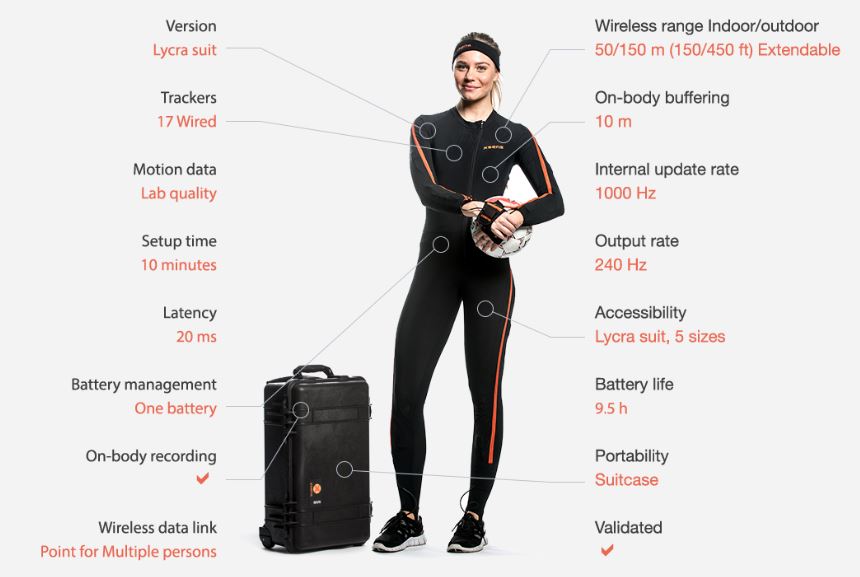 Version
Lycra suit
Trackers
17 Wired
Motion data
Lab quality
Setup time
10 minutes
Latency
20 ms
Battery management
One battery
On-body recording
Wireless data link
Point for Multiple persons
Wireless range Indoor/outdoor
50/150 m (150/450 ft) Extendable
On-body buffering
10 m
Internal update rate
1000 Hz
Output rate
240 Hz
Accessibility
Lycra suit, 5 sizes
Battery life
9.5 h
Portability
Suitcase
Validated
xsens